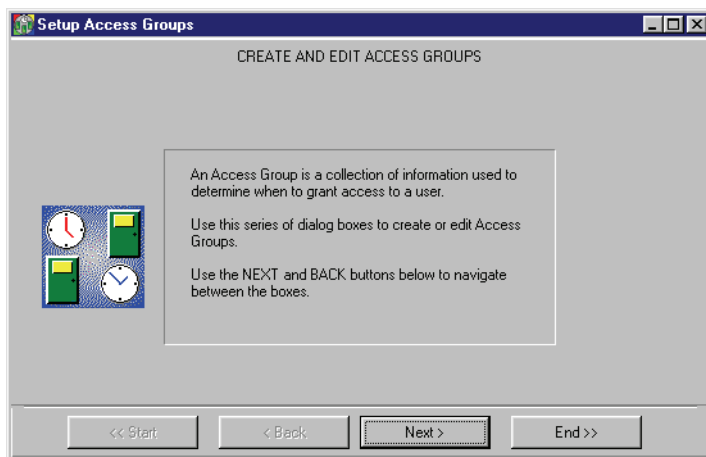 Setup Access Groups
CREATE AND EDIT ACCESS GROUPS
An Access Group is a collection of information used to
determine when to grant access to a user.
Use this series of dialog boxes to create or edit Access
Groups.
Use the NEXT and BACK buttons below to navigate
between the boxes.
<< Start
< Back
Next >
End >>